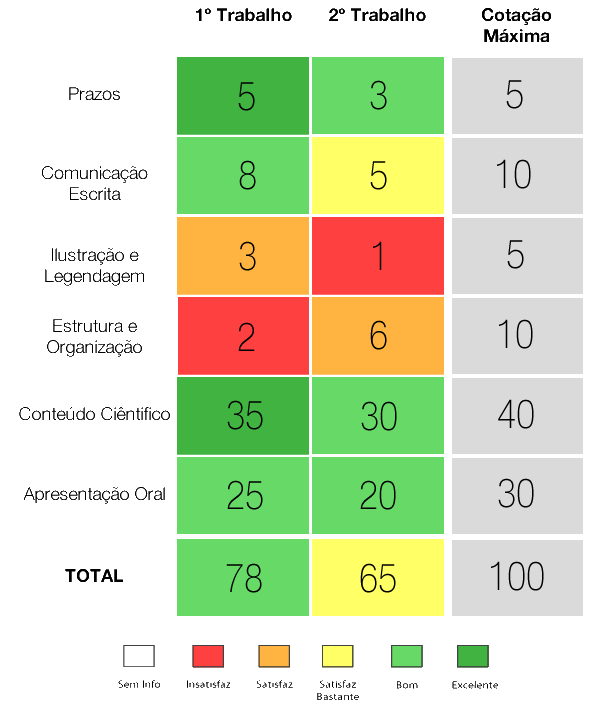 1º Trabalho 2º Trabalho Cotação
Máxima
Prazos 5 3 5
Comunicação
Escrita 8 5 10
Ilustração e
Legendagem 3 1 5
Estrutura e
Organização 2 6 10
Conteúdo Ciêntífico 35 30 40
Apresentação Oral 25 20 30
TOTAL 78 65 100
Sem Info Insatisfaz Satisfaz Satisfaz
Bastante Bom Excelente